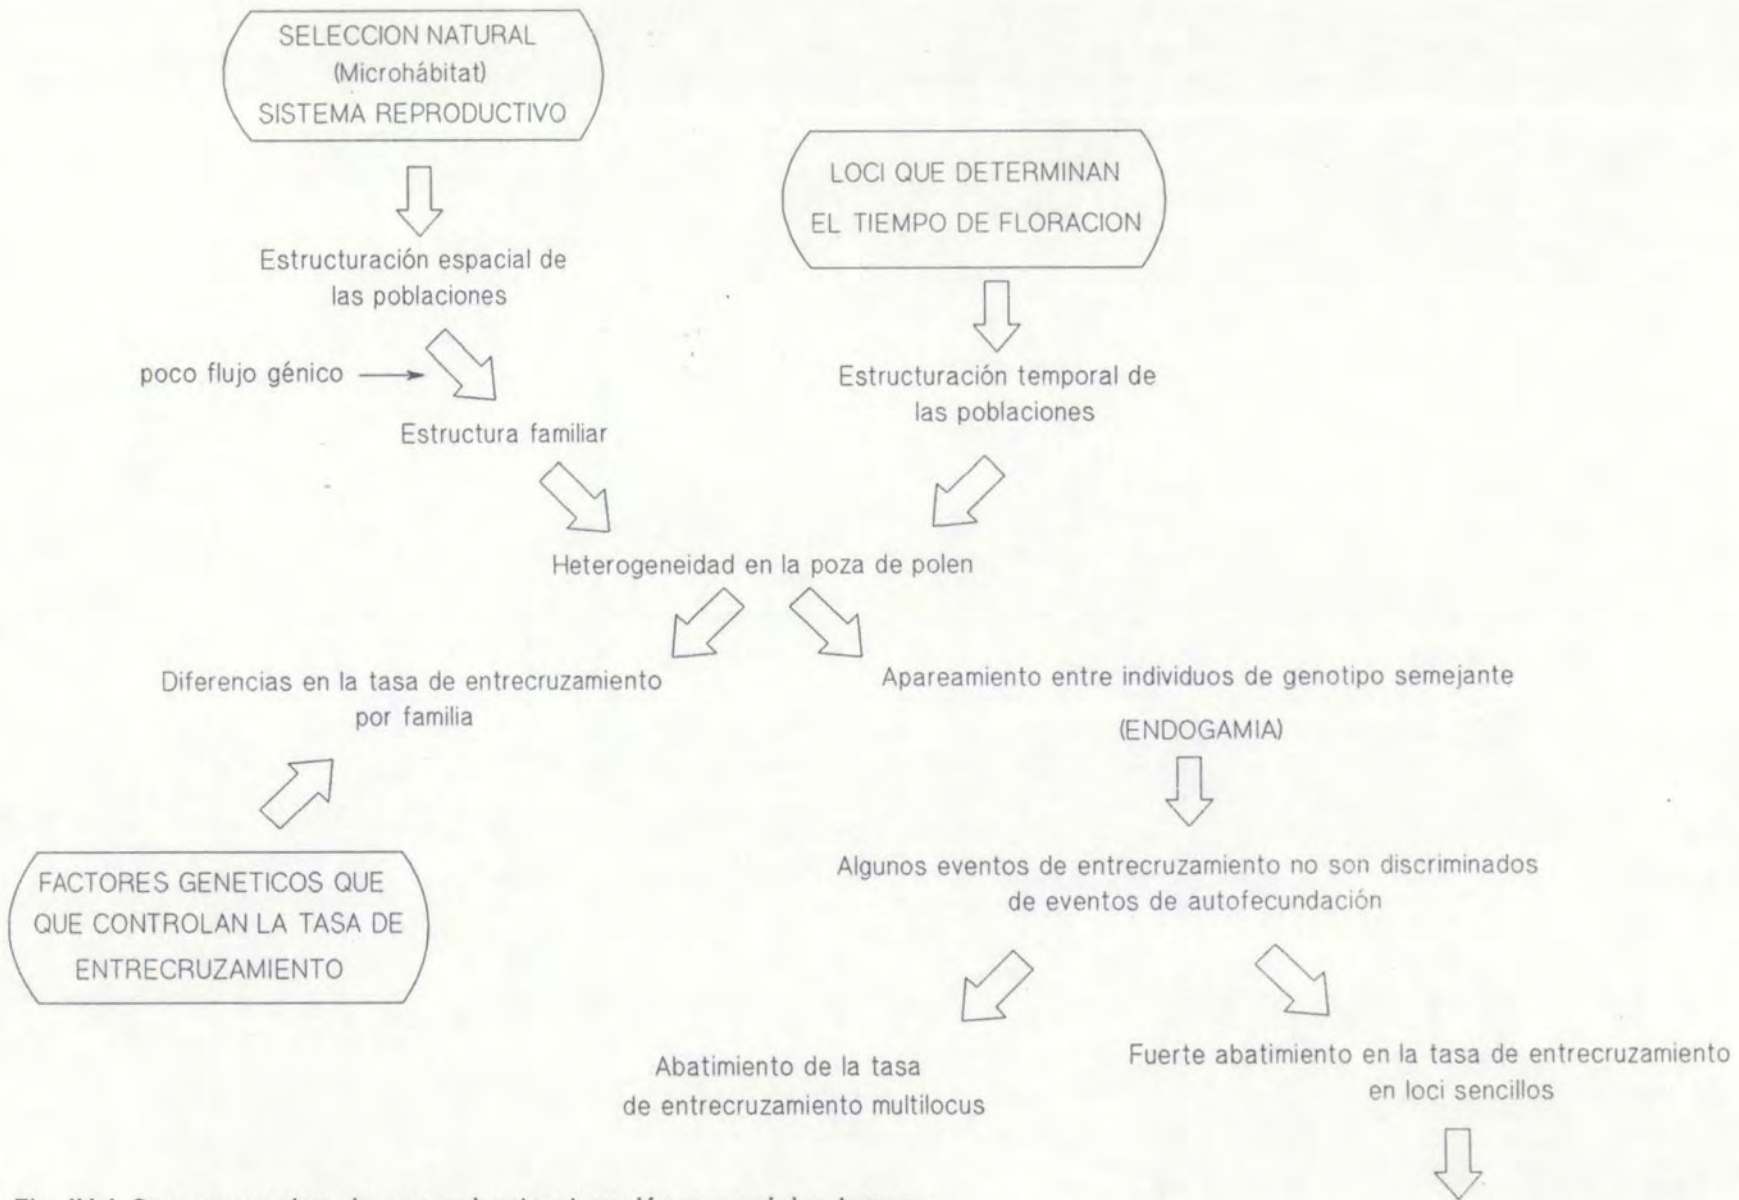 SELECCION NATURAL
(Microhábitat)
SISTEMA REPRODUCTIVO
LOCI QUE DETERMINAN
EL TIEMPO DE FLORACION
Estructuración espacial de
las poblaciones
poco flujo génico
Estructura familiar
Estructuración temporal de
las poblaciones
Heterogeneidad en la poza de polen
Diferencias en la tasa de entrecruzamiento
por familia
Apareamiento entre individuos de genotipo semejante
(ENDOGAMIA)
FACTORES GENETICOS QUE
QUE CONTROLAN LA TASA DE
ENTRECRUZAMIENTO
Algunos eventos de entrecruzamiento no son discriminados
de eventos de autofecundación
Abatimiento de la tasa
de entrecruzamiento multilocus
Fuerte abatimiento en la tasa de entrecruzamiento
en loci sencillos